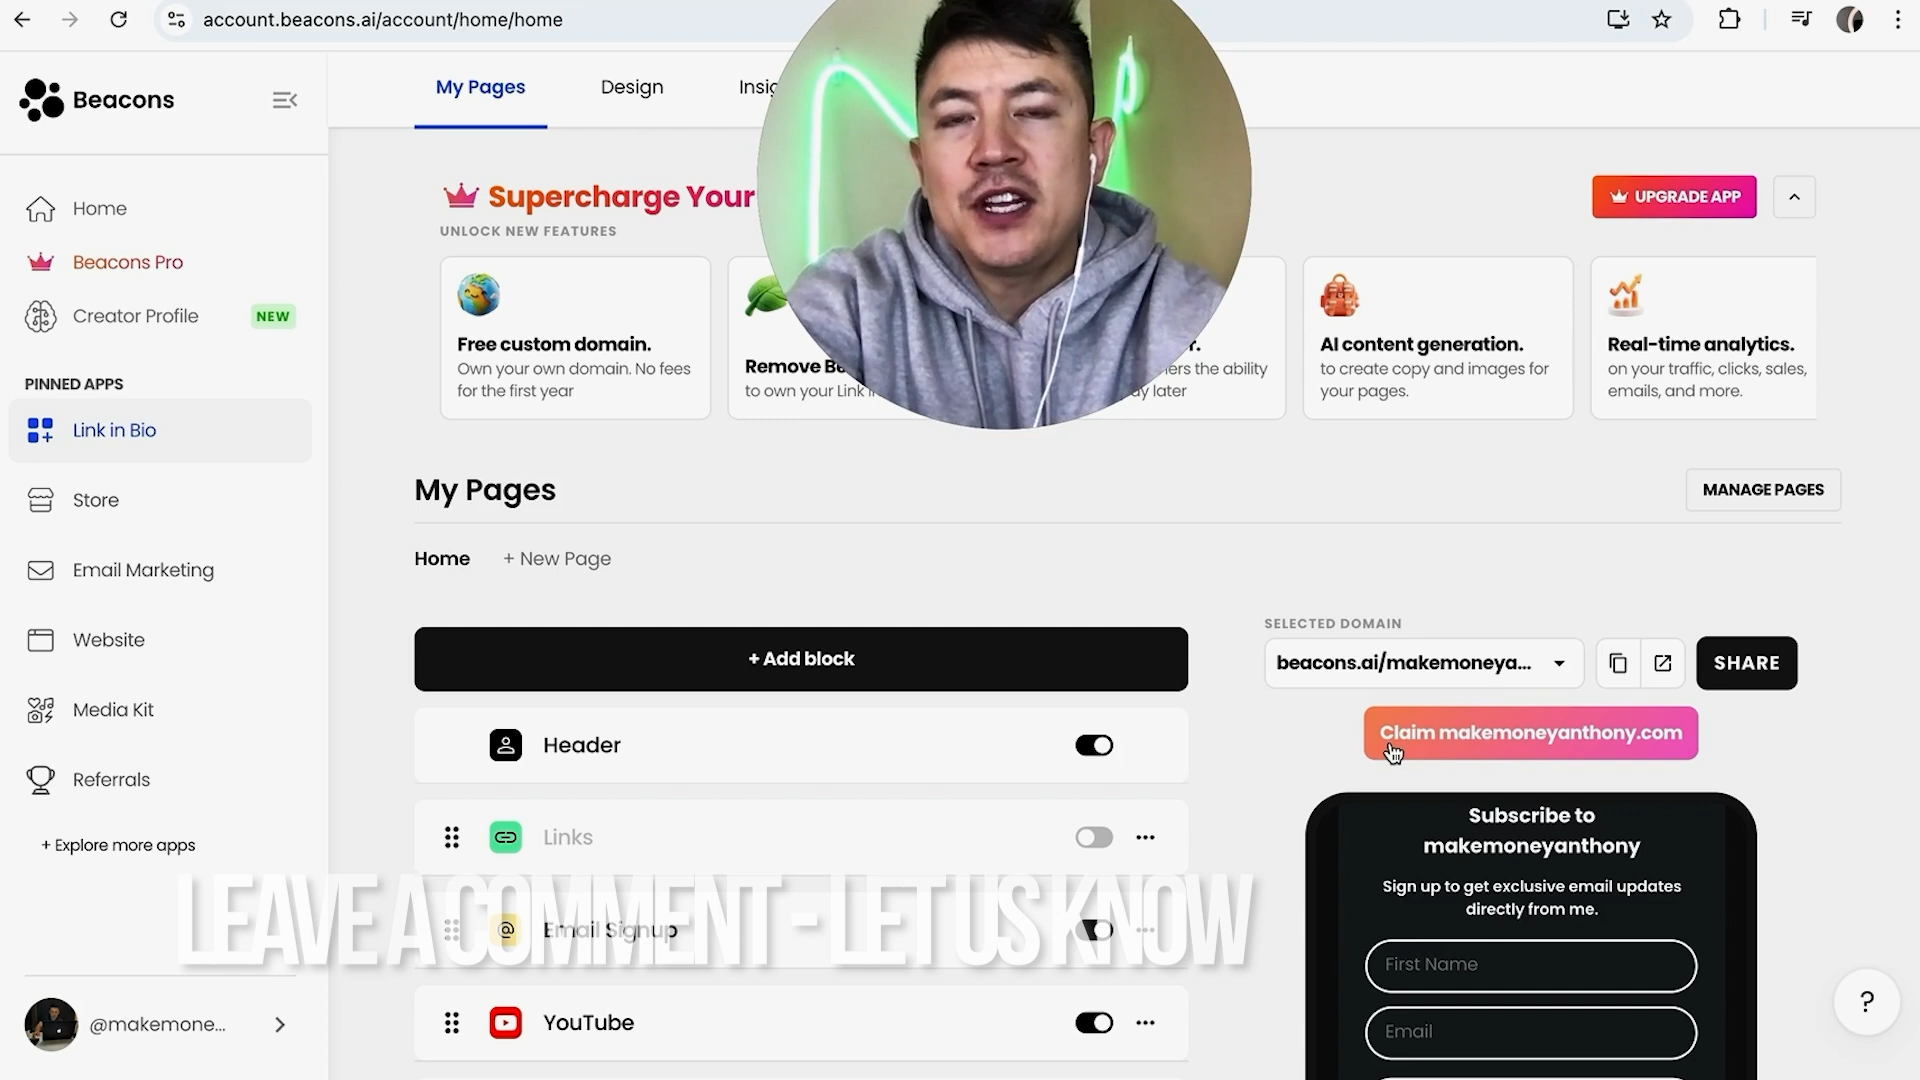 account.beacons.ai/account/home/home
Beacons
My Pages
Design
Home
Beacons Pro
Creator Profile
NEW
PINNED APPS
Link in Bio
Store
Email Marketing
Website
Media Kit
Referrals
+ Explore more apps
@makemone...
Supercharge Your
UNLOCK NEW FEATURES
UPGRADE APP
Free custom domain.
Own your own domain. No fees
for the first year
Remove
to own your Link
the ability
later
AI content generation.
to create copy and images for
your pages.
Real-time analytics.
on your traffic, clicks, sales,
emails, and more.
My Pages
MANAGE PAGES
Home
+ New Page
+ Add block
Header
Links
Email Signup
YouTube
LEAVE A COMMENT - LET US KNOW
SELECTED DOMAIN
beacons.ai/makemoneya...
SHARE
Claim makemoneyanthony.com
Subscribe to
makemoneyanthony
Sign up to get exclusive email updates
directly from me.
First Name
Email
?